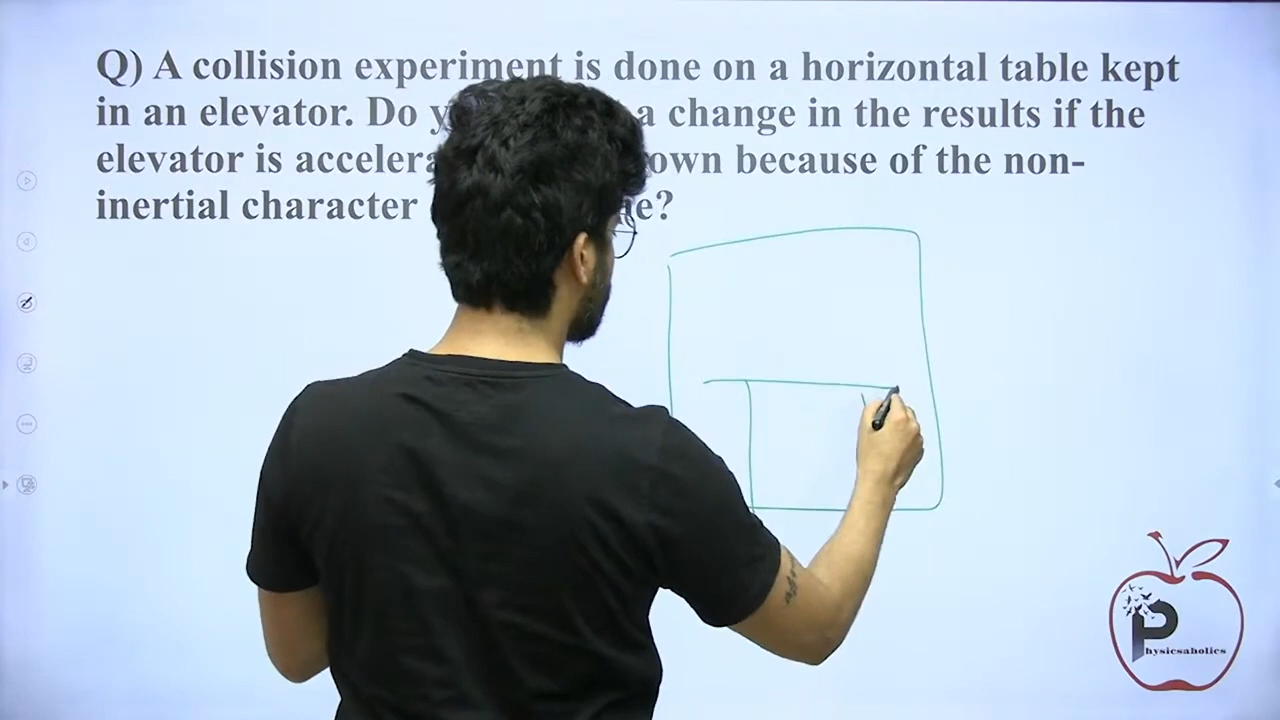 Q) A collision experiment is done on a horizontal table kept
in an elevator. Do a change in the results if the
elevator is because of the non-
inertial character
Physicsaholics